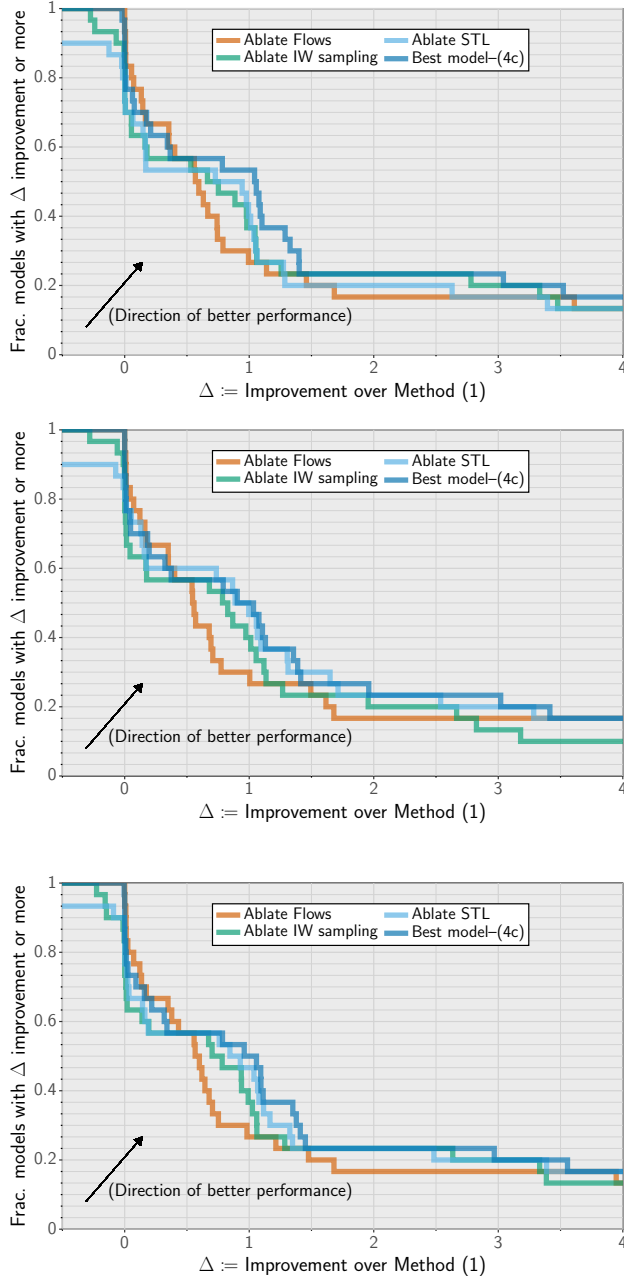 1
0.8
0.6
0.4
0.2
0
Frac. models with Δ improvement or more
Ablate Flows
Ablate STL
Ablate IW sampling
Best model–(4c)
(Direction of better performance)
0 1 2 3 4
Δ := Improvement over Method (1)
1
0.8
0.6
0.4
0.2
0
Frac. models with Δ improvement or more
Ablate Flows
Ablate STL
Ablate IW sampling
Best model–(4c)
(Direction of better performance)
0 1 2 3 4
Δ := Improvement over Method (1)
1
0.8
0.6
0.4
0.2
0
Frac. models with Δ improvement or more
Ablate Flows
Ablate STL
Ablate IW sampling
Best model–(4c)
(Direction of better performance)
0 1 2 3 4
Δ := Improvement over Method (1)